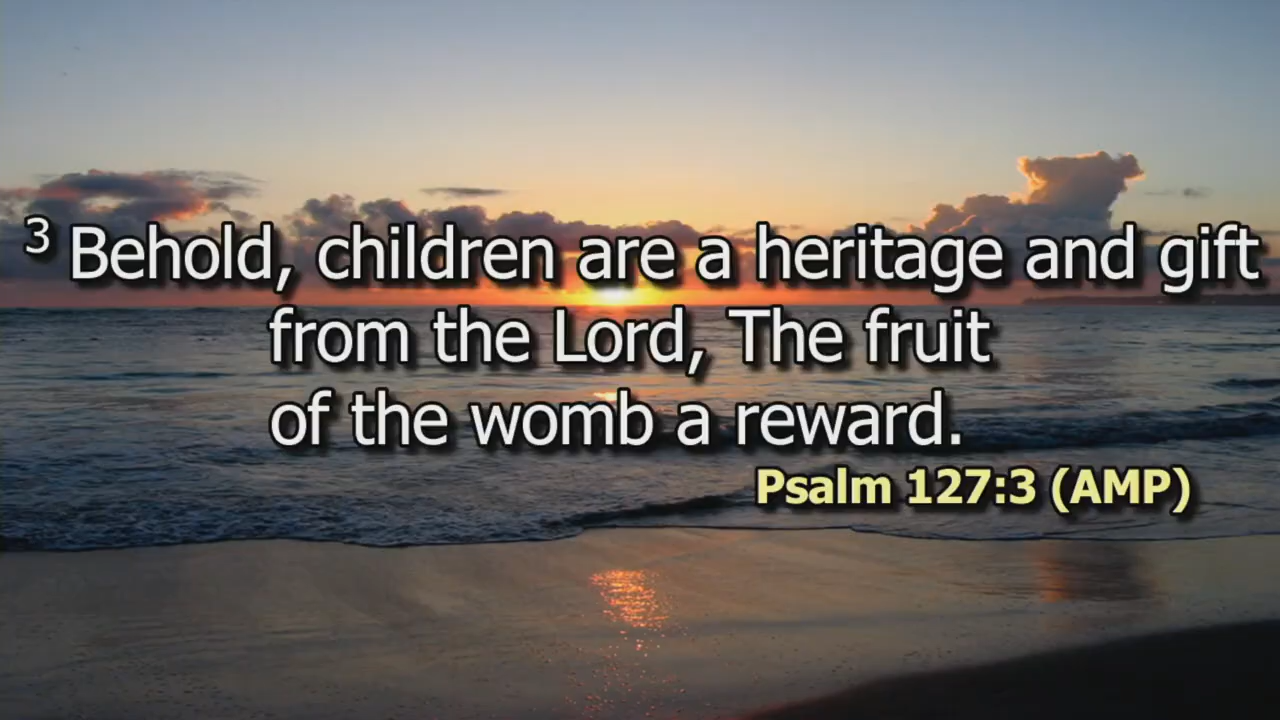 3 Behold, children are a heritage and gift
from the Lord, The fruit
of the womb a reward.
Psalm 127:3 (AMP)